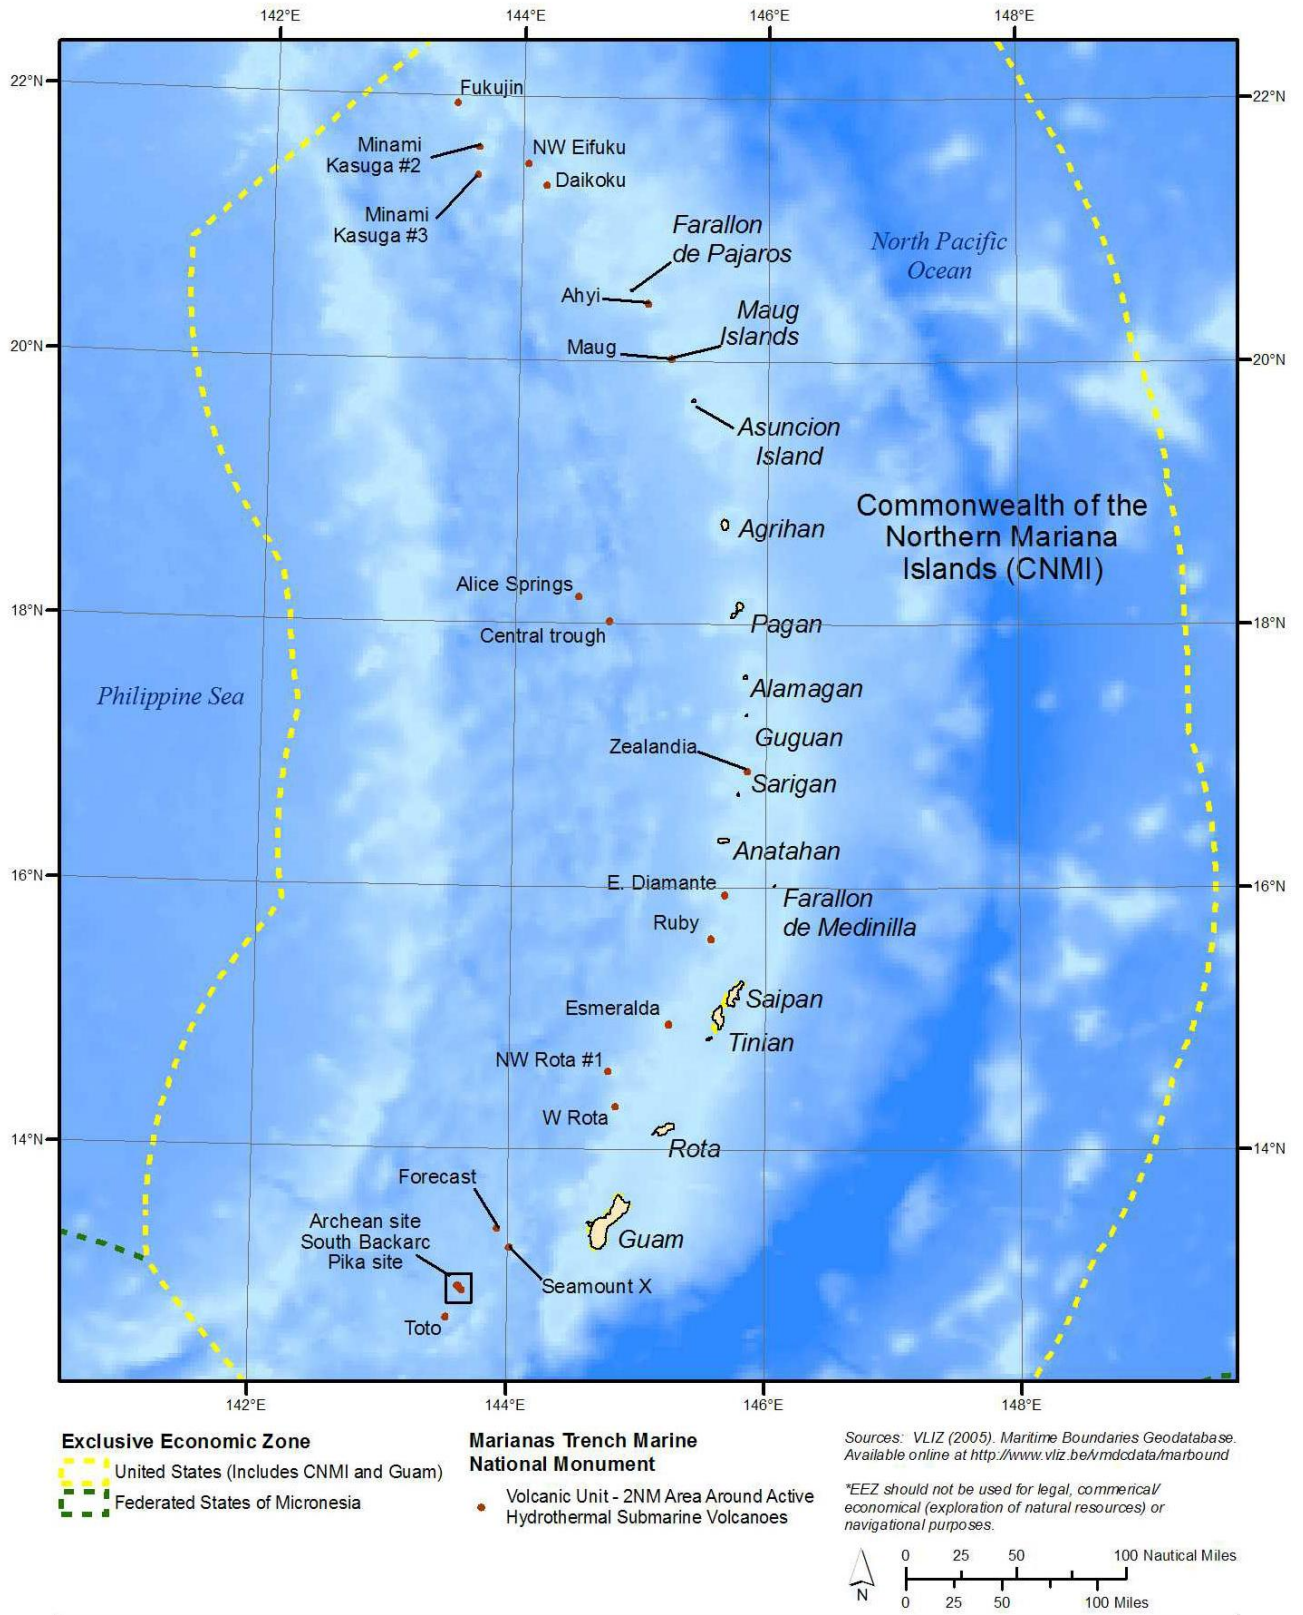 142°E
144°E
146°E
148°E
22°N
22°N
Fukujin
Minami
Kasuga #2
NW Eifuku
Daikoku
Minami
Kasuga #3
Farallon
de Pajaros
North Pacific
Ocean
Ahyi
Maug
Islands
Maug
20°N
20°N
Asuncion
Island
Commonwealth of the
Northern Mariana
Islands (CNMI)
Agrihan
Alice Springs
18°N
18°N
Central trough
Pagan
Philippine Sea
Alamagan
Guguan
Zealandia
Sarigan
Anatahan
16°N
16°N
E. Diamante
Farallon
de Medinilla
Ruby
Saipan
Esmeralda
Tinian
NW Rota #1
W Rota
14°N
14°N
Rota
Forecast
Archean site
South Backarc
Pika site
Guam
Seamount X
Toto
142°E
144°E
146°E
148°E
Exclusive Economic Zone
United States (Includes CNMI and Guam)
Federated States of Micronesia
Marianas Trench Marine
National Monument
Volcanic Unit - 2NM Area Around Active
Hydrothermal Submarine Volcanoes
Sources: VLIZ (2005). Maritime Boundaries Geodatabase.
Available online at http://www.vliz.be/vmdcdata/marbound
*EEZ should not be used for legal, commerical/
economical (exploration of natural resources) or
navigational purposes.
N
0 25 50 100 Nautical Miles
0 25 50 100 Miles